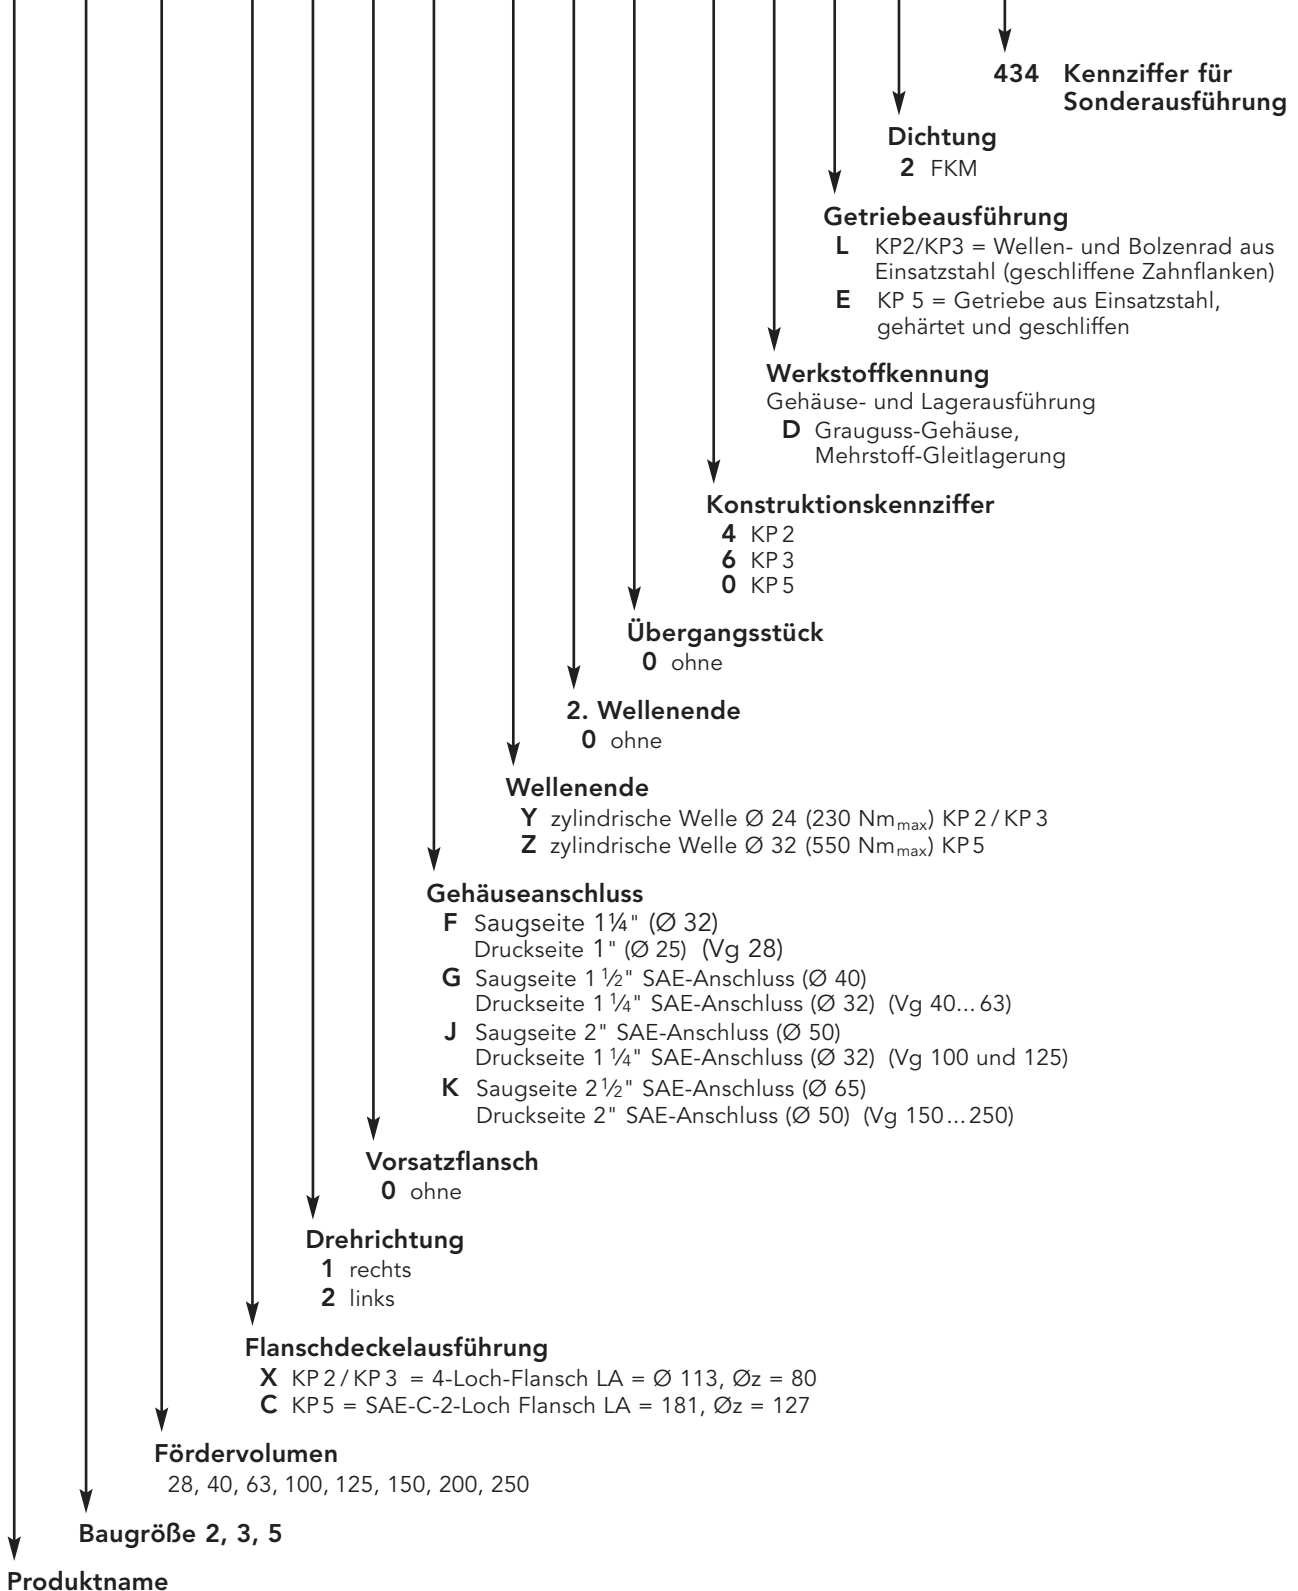 434 Kennziffer für
Sonderausführung
Dichtung
2 FKM
Getriebeausführung
L KP2/KP3 = Wellen- und Bolzenrad aus
Einsatzstahl (geschliffene Zahnflanken)
E KP 5 = Getriebe aus Einsatzstahl,
gehärtet und geschliffen
Werkstoffkennung
Gehäuse- und Lagerausführung
D Grauguss-Gehäuse,
Mehrstoff-Gleitlagerung
Konstruktionskennziffer
4 KP 2
6 KP 3
0 KP 5
Übergangsstück
0 ohne
2. Wellenende
0 ohne
Wellenende
Y zylindrische Welle Ø 24 (230 Nmmax) KP 2 / KP 3
Z zylindrische Welle Ø 32 (550 Nmmax) KP 5
Gehäuseanschluss
F Saugseite 1¼" (Ø 32)
Druckseite 1" (Ø 25) (Vg 28)
G Saugseite 1 ½" SAE-Anschluss (Ø 40)
Druckseite 1 ¼" SAE-Anschluss (Ø 32) (Vg 40... 63)
J Saugseite 2" SAE-Anschluss (Ø 50)
Druckseite 1 ¼" SAE-Anschluss (Ø 32) (Vg 100 und 125)
K Saugseite 2 ½" SAE-Anschluss (Ø 65)
Druckseite 2" SAE-Anschluss (Ø 50) (Vg 150 ... 250)
Vorsatzflansch
0 ohne
Drehrichtung
1 rechts
2 links
Flanschdeckelausführung
X KP 2 / KP 3 = 4-Loch-Flansch LA = Ø 113, Øz = 80
C KP 5 = SAE-C-2-Loch Flansch LA = 181, Øz = 127
Fördervolumen
28, 40, 63, 100, 125, 150, 200, 250
Baugröße 2, 3, 5
Produktname